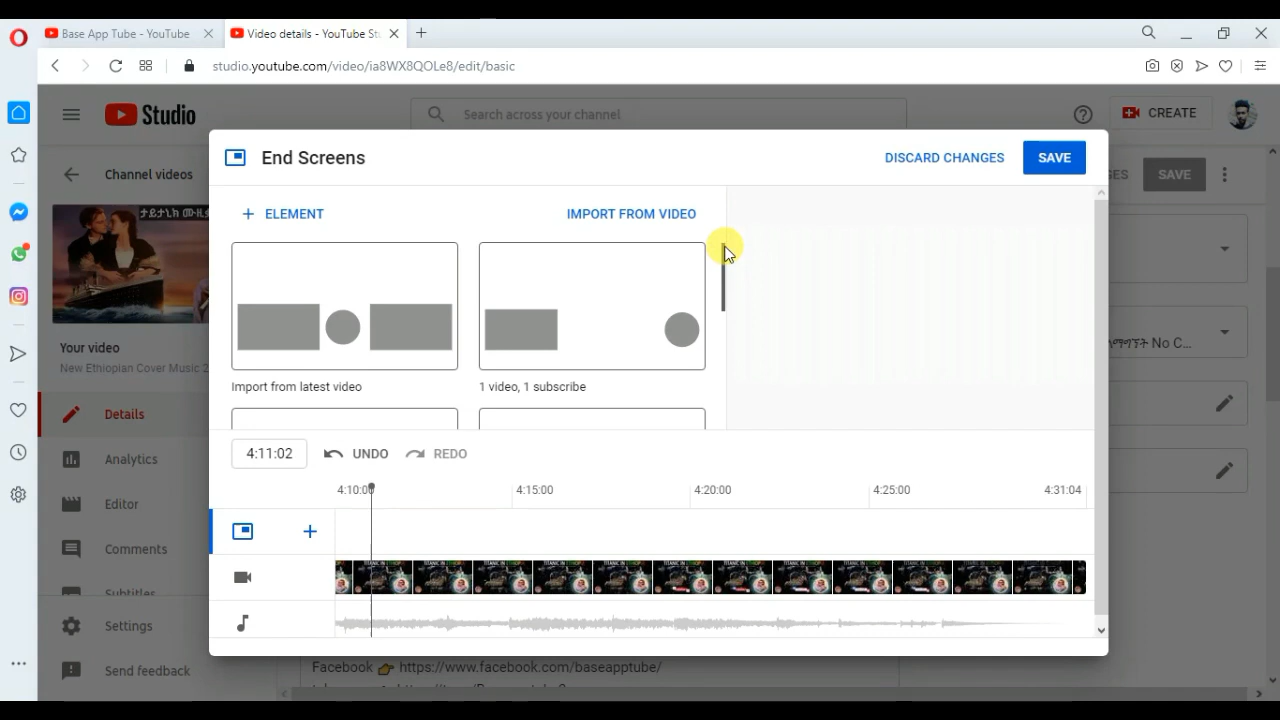 Base App Tube - YouTube
Video details - YouTube St
studio.youtube.com/video/ia8WX8QOLe8/edit/basic
Studio
Search across your channel
CREATE
Channel videos
SAVE
End Screens
DISCARD CHANGES
SAVE
ELEMENT
IMPORT FROM VIDEO
Import from latest video
1 video, 1 subscribe
4:11:02
UNDO
REDO
4:10:00
4:15:00
4:20:00
4:25:00
4:31:04
Your video
New Ethiopian Cover Music 2
Details
Analytics
Editor
Comments
Subtitles
Settings
Send feedback
No C...
Facebook 👉 https://www.facebook.com/baseapptube/